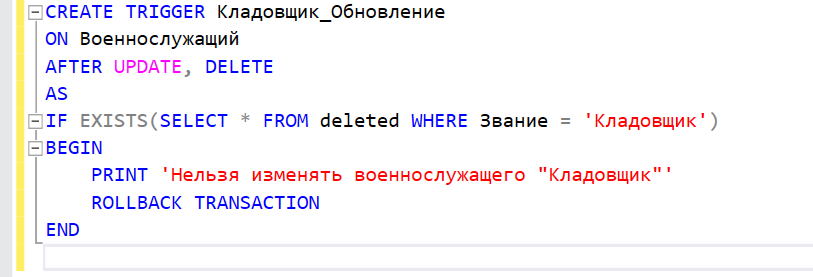 CREATE TRIGGER Кладовщик_Обновление
ON Военнослужащий
AFTER UPDATE, DELETE
AS
IF EXISTS(SELECT * FROM deleted WHERE Звание = 'Кладовщик')
BEGIN
    PRINT 'Нельзя изменять военнослужащего "Кладовщик"'
    ROLLBACK TRANSACTION
END